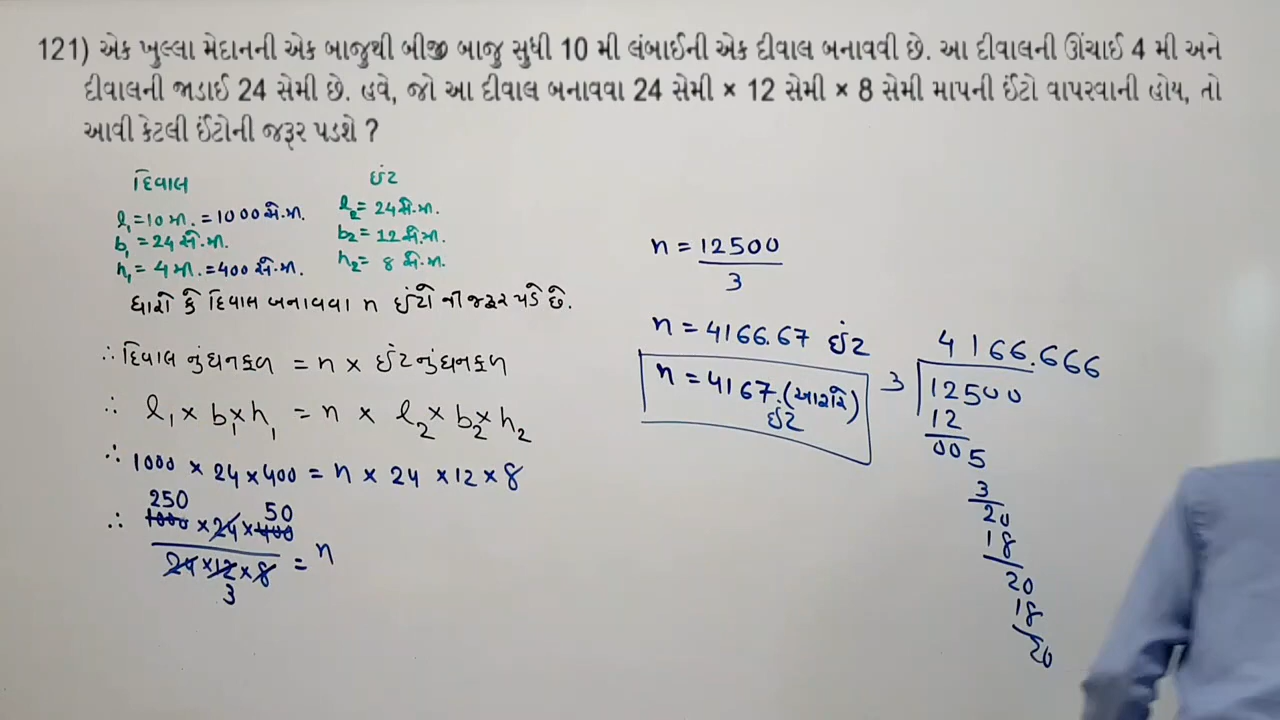 121) એક ખુલ્લા મેદાનની એક બાજુથી બીજી બાજુ સુધી 10 મી લંબાઈની એક દીવાલ બનાવવી છે. આ દીવાલની ઊંચાઈ 4 મી અને
દીવાલની જાડાઈ 24 સેમી છે. હવે, જો આ દીવાલ બનાવવા 24 સેમી × 12 સેમી × 8 સેમી માપની ઈંટો વાપરવાની હોય, તો
આવી કેટલી ઈંટોની જરૂર પડશે ?
દિવાલ
l₁ = 10 મી. = 1000 સે.મી.
b₁ = 24 સે.મી.
h₁ = 4 મી. = 400 સે.મી.
ઇંટ
l₂ = 24 સે.મી.
b₂ = 12 સે.મી.
h₂ = 8 સે.મી.
ધારો કે દિવાલ બનાવવા n ઇંટો ની જરૂર પડે છે.
∴ દિવાલ નું ઘનફળ = n × ઇંટ નું ઘનફળ
∴ l₁ × b₁ × h₁ = n × l₂ × b₂ × h₂
∴ 1000 × 24 × 400 = n × 24 × 12 × 8
250 50
∴ 1000 × 24 × 400
24 × 12 × 8 = n
3
n = 12500
3
n = 4166.67 ઇંટ
n = 4167 (આશરે)
ઇંટ
4166.666
3 12500
12
005
3
20
18
20
18
20